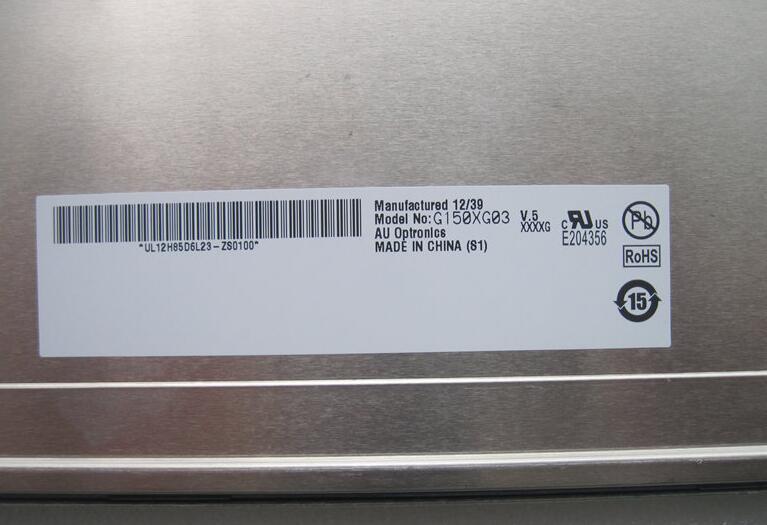 Manufactured 12/39
Model No:G150XG03 V.5
XXXXG
AU Optronics
MADE IN CHINA (S1)
*UL12H85D6L23-ZS0100*
C UL US
E204356
Pb
RoHS
15